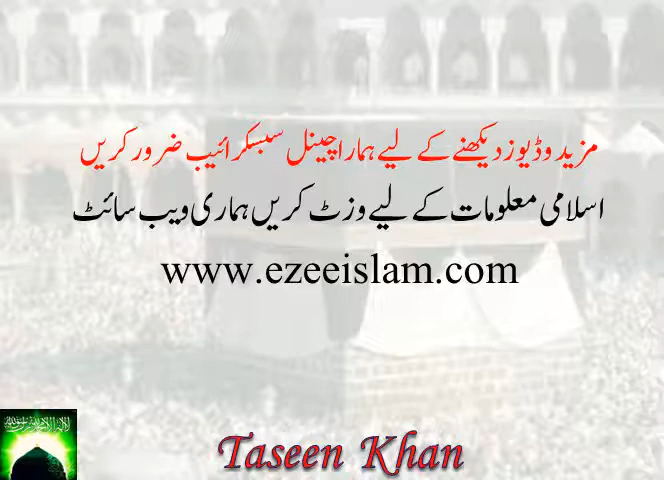 مزید وڈیوز دیکھنے کے لیے ہمارا چینل سبسکرائیب ضرور کریں
اسلامی معلومات کے لیے وزٹ کریں ہماری ویب سائٹ
www.ezeeislam.com
Taseen Khan